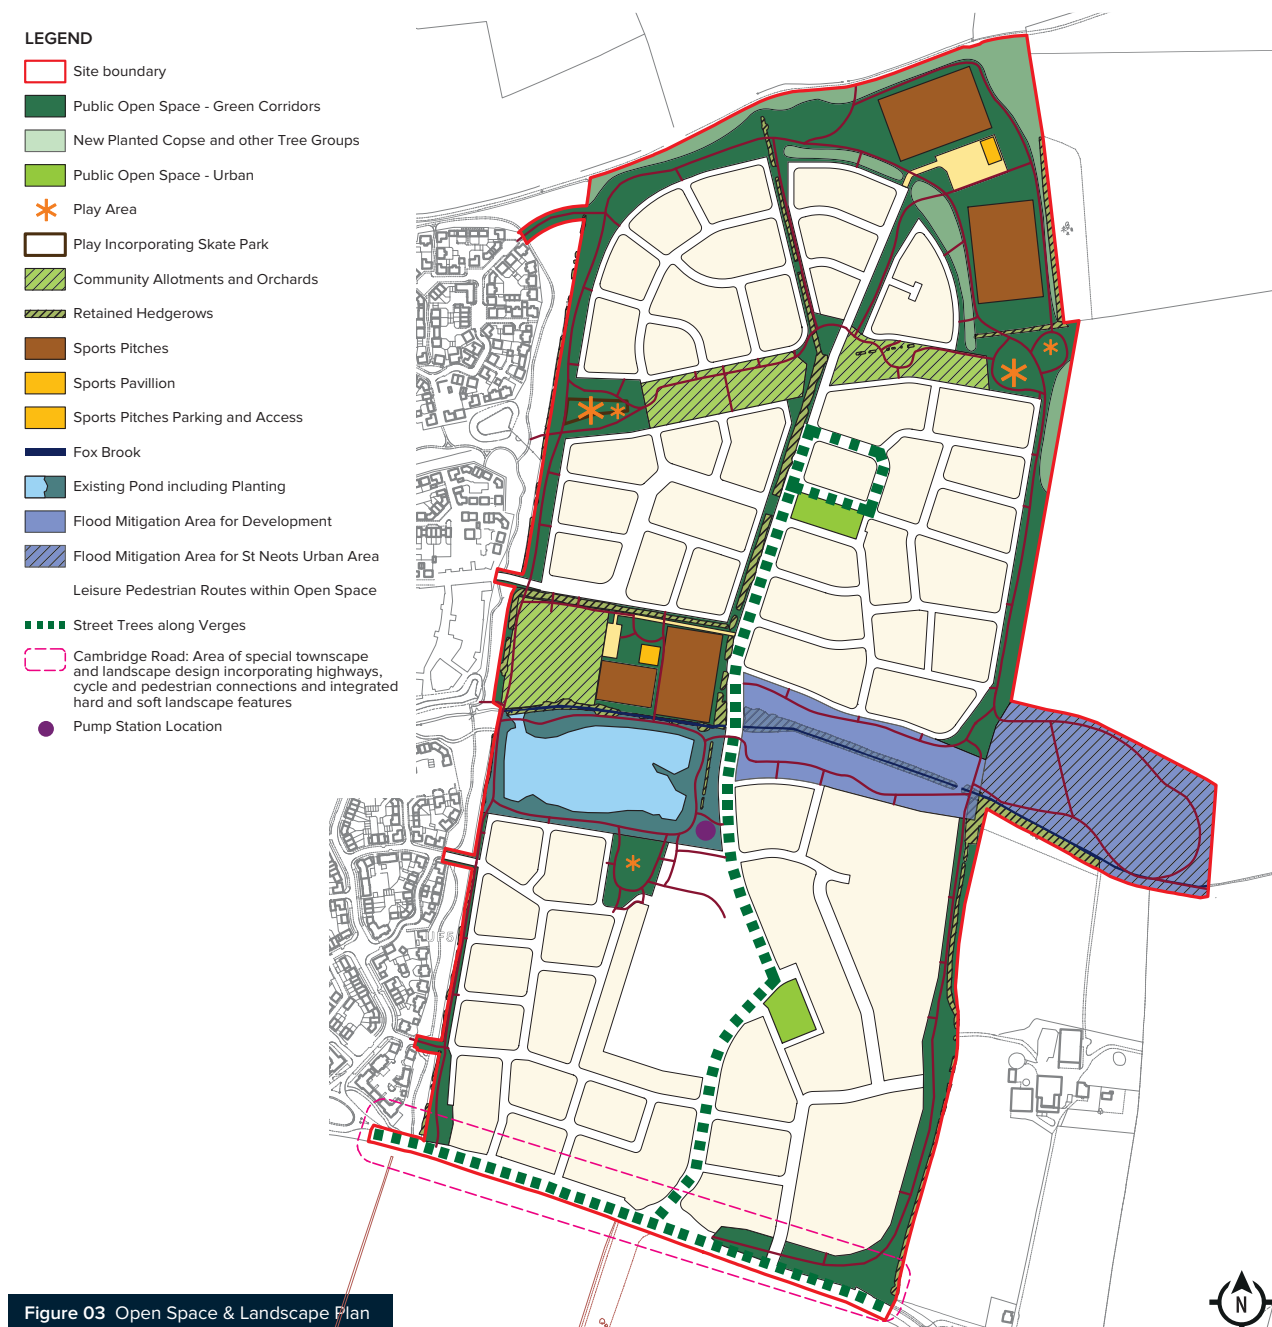 LEGEND
Site boundary
Public Open Space - Green Corridors
New Planted Copse and other Tree Groups
Public Open Space - Urban
Play Area
Play Incorporating Skate Park
Community Allotments and Orchards
Retained Hedgerows
Sports Pitches
Sports Pavillion
Sports Pitches Parking and Access
Fox Brook
Existing Pond including Planting
Flood Mitigation Area for Development
Flood Mitigation Area for St Neots Urban Area
Leisure Pedestrian Routes within Open Space
Street Trees along Verges
Cambridge Road: Area of special townscape
and landscape design incorporating highways,
cycle and pedestrian connections and integrated
hard and soft landscape features
Pump Station Location
Figure 03 Open Space & Landscape Plan
N